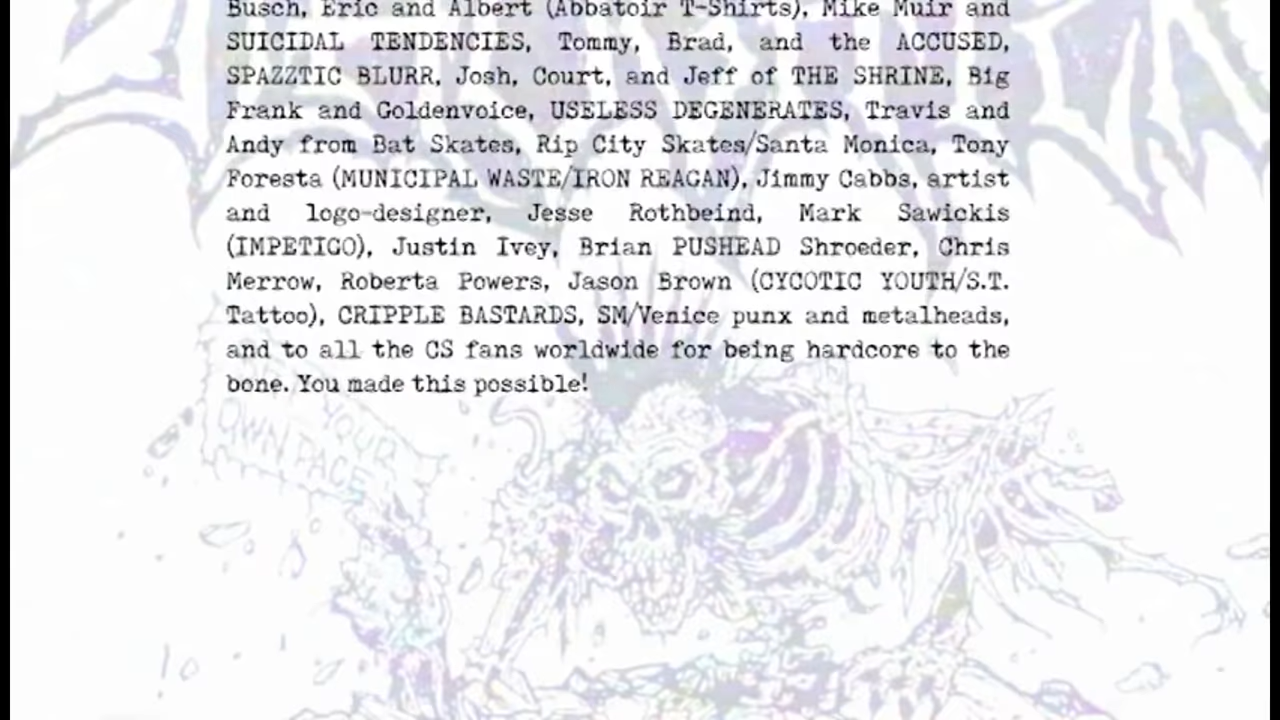 Busch, Eric and Albert (Abbatoir T-Shirts), Mike Muir and
SUICIDAL TENDENCIES, Tommy, Brad, and the ACCUSED,
SPAZZTIC BLURR, Josh, Court, and Jeff of THE SHRINE, Big
Frank and Goldenvoice, USELESS DEGENERATES, Travis and
Andy from Bat Skates, Rip City Skates/Santa Monica, Tony
Foresta (MUNICIPAL WASTE/IRON REAGAN), Jimmy Cabbs, artist
and logo-designer, Jesse Rothbeind, Mark Sawickis
(IMPETIGO), Justin Ivey, Brian PUSHEAD Shroeder, Chris
Merrow, Roberta Powers, Jason Brown (CYCOTIC YOUTH/S.T.
Tattoo), CRIPPLE BASTARDS, SM/Venice punx and metalheads,
and to all the CS fans worldwide for being hardcore to the
bone. You made this possible!
YOUR
OWN PACE